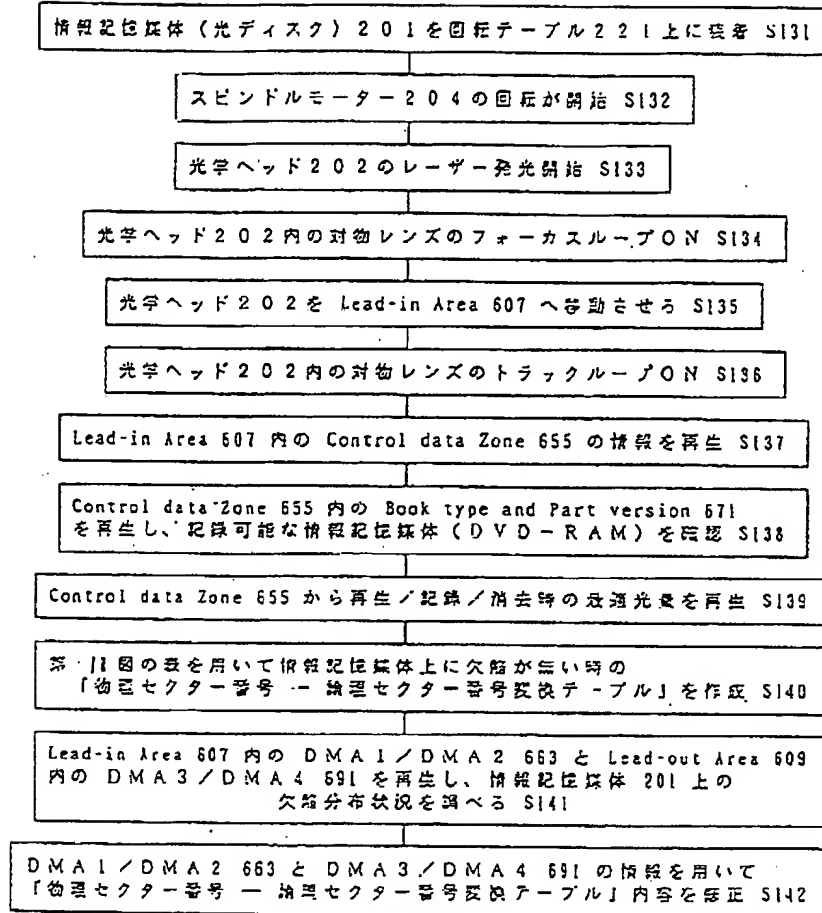 情報記憶媒体（光ディスク）201を回転テーブル221上に装着 S131
スピンドルモーター204の回転が開始 S132
光学ヘッド202のレーザー発光開始 S133
光学ヘッド202内の対物レンズのフォーカスループON S134
光学ヘッド202を Lead-in Area 607 へ移動させる S135
光学ヘッド202内の対物レンズのトラックループON S136
Lead-in Area 607 内の Control data Zone 655 の情報を再生 S137
Control data Zone 655 内の Book type and Part version 671
を再生し、記録可能な情報記憶媒体（DVD－RAM）を確認 S138
Control data Zone 655 から再生／記録／消去時の最適光量を再生 S139
第11図の表を用いて情報記憶媒体上に欠陥が無い時の
「物理セクター番号 ー 論理セクター番号変換テーブル」を作成 S140
Lead-in Area 607 内の DMA1／DMA2 663 と Lead-out Area 609
内の DMA3／DMA4 691 を再生し、情報記憶媒体 201 上の
欠陥分布状況を調べる S141
DMA1／DMA2 663 と DMA3／DMA4 691 の情報を用いて
「物理セクター番号 ー 論理セクター番号変換テーブル」内容を修正 S142